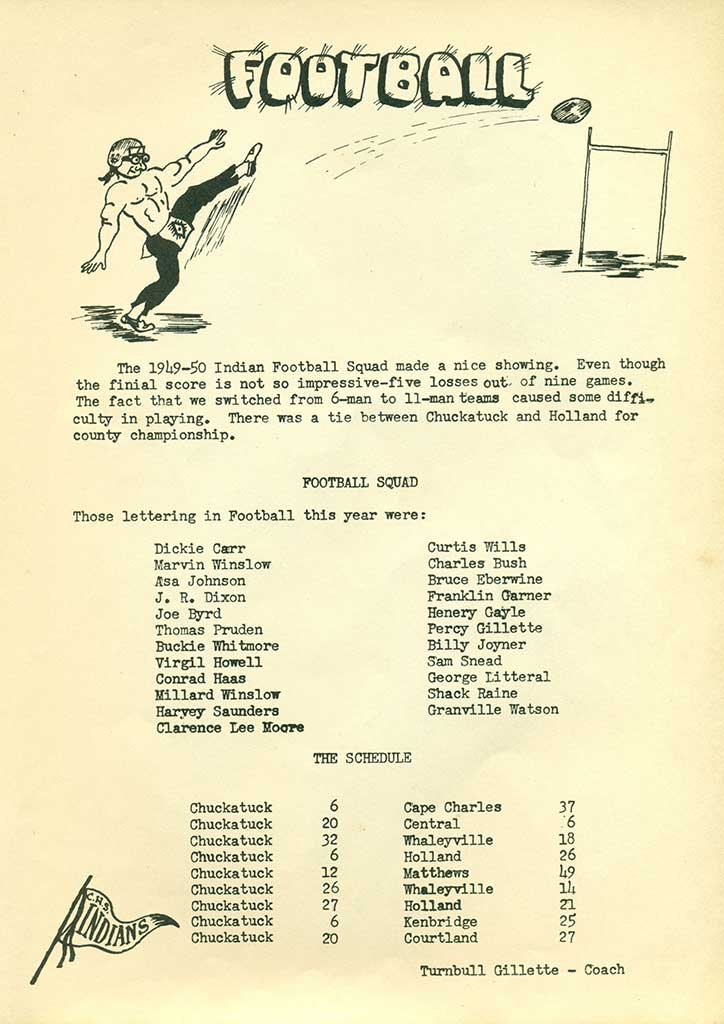 FOOTBALL
The 1949-50 Indian Football Squad made a nice showing. Even though
the finial score is not so impressive-five losses out of nine games.
The fact that we switched from 6-man to 11-man teams caused some diffi-
culty in playing. There was a tie between Chuckatuck and Holland for
county championship.
FOOTBALL SQUAD
Those lettering in Football this year were:
Dickie Carr
Marvin Winslow
Asa Johnson
J. R. Dixon
Joe Byrd
Thomas Pruden
Buckie Whitmore
Virgil Howell
Conrad Haas
Millard Winslow
Harvey Saunders
Clarence Lee Moore
Curtis Wills
Charles Bush
Bruce Eberwine
Franklin Garner
Henery Gayle
Percy Gillette
Billy Joyner
Sam Snead
George Litteral
Shack Raine
Granville Watson
THE SCHEDULE
Chuckatuck 6 Cape Charles 37
Chuckatuck 20 Central 6
Chuckatuck 32 Whaleyville 18
Chuckatuck 6 Holland 26
Chuckatuck 12 Matthews 49
Chuckatuck 26 Whaleyville 14
Chuckatuck 27 Holland 21
Chuckatuck 6 Kenbridge 25
Chuckatuck 20 Courtland 27
C.H.S.
INDIANS
Turnbull Gillette - Coach